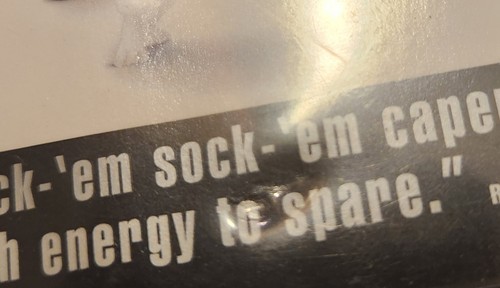 ck-'em sock-'em caper
h energy to spare."
R